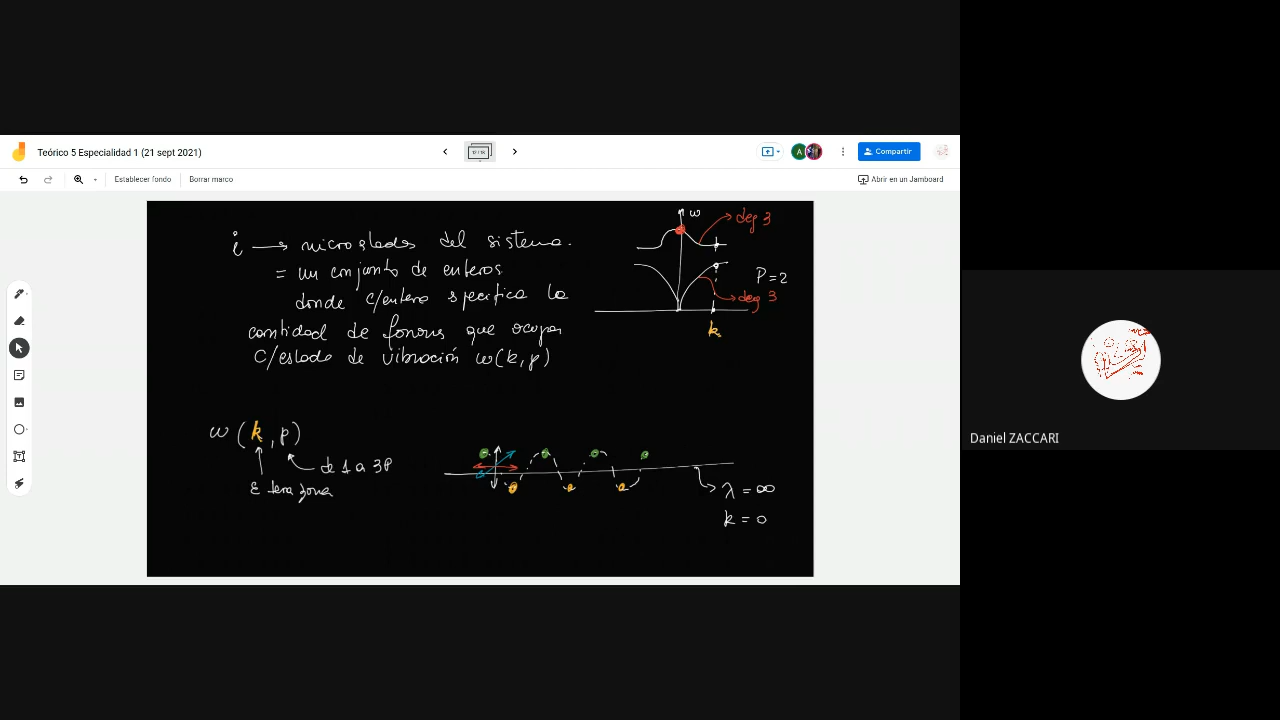 Teórico 5 Especialidad 1 (21 sept 2021)
A
Compartir
Establecer fondo
Borrar marco
Abrir en un Jamboard
i → microestados del sistema.
= un conjunto de enteros
donde c/entero specifica la
cantidad de fonones que ocupan
c/estado de vibración ω(k,p)
ω
deg 3
P=2
deg 3
k
ω(k,p)
de 1 a 3P
∈ 1era zona
λ = ∞
k = 0
Daniel ZACCARI